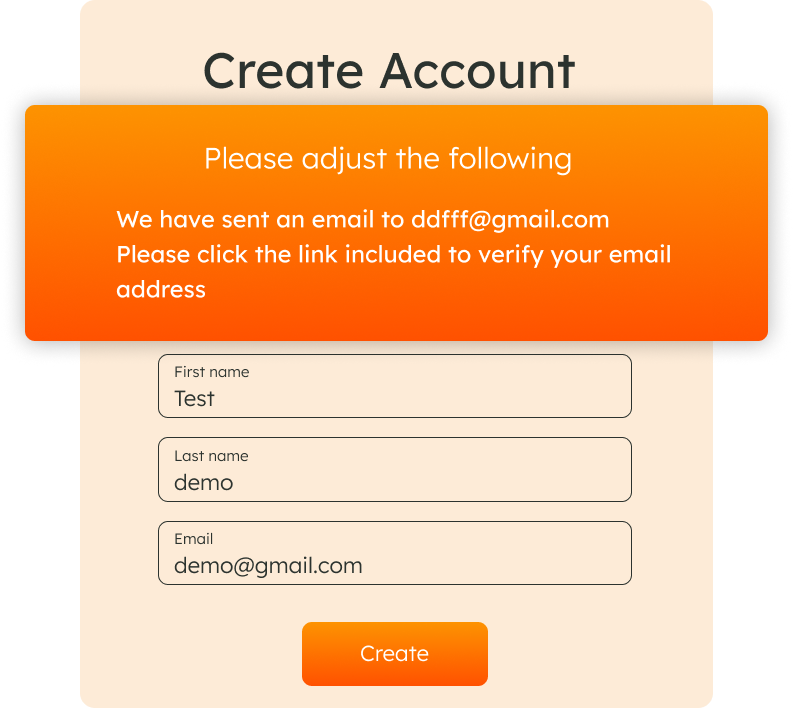 Create Account
Please adjust the following
We have sent an email to ddfff@gmail.com
Please click the link included to verify your email
address
First name
Test
Last name
demo
Email
demo@gmail.com
Create